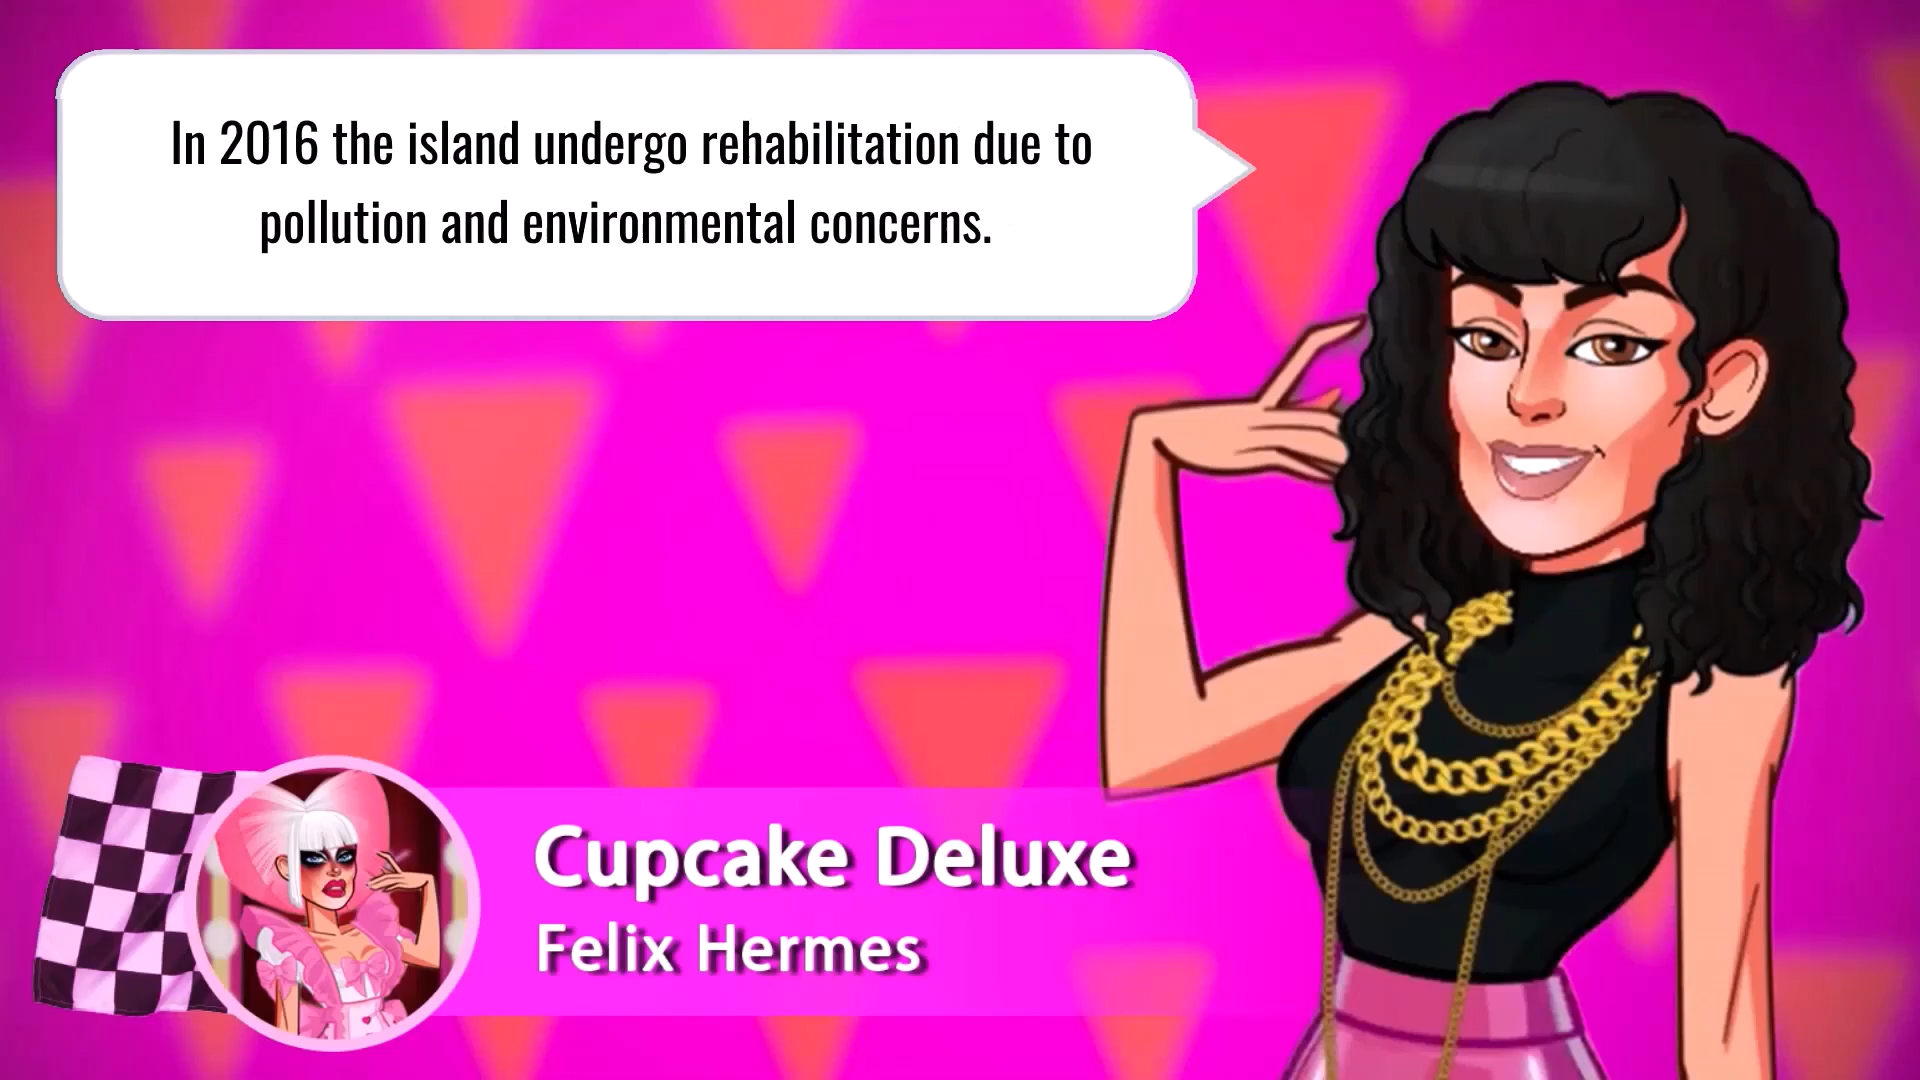 In 2016 the island undergo rehabilitation due to
pollution and environmental concerns.
Cupcake Deluxe
Felix Hermes